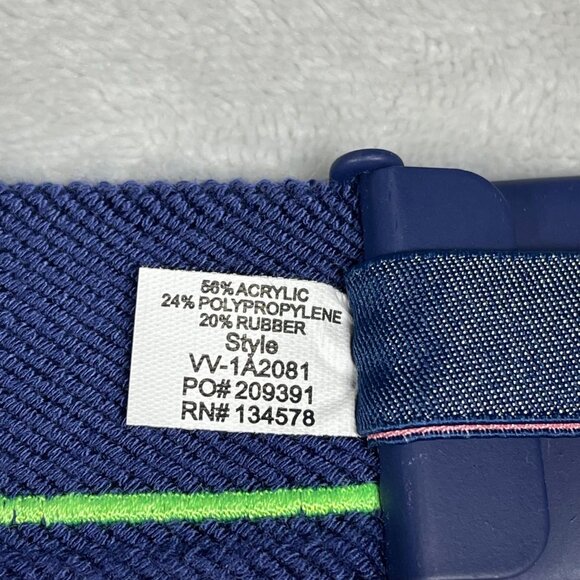 56% ACRYLIC
24% POLYPROPYLENE
20% RUBBER
Style
VV-1A2081
PO# 209391
RN# 134578